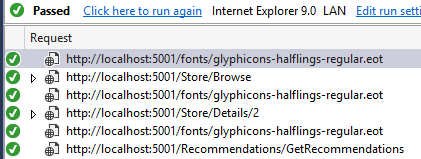 Passed Click here to run again Internet Explorer 9.0 LAN Edit run setti
Request
http://localhost:5001/fonts/glyphicons-halflings-regular.eot
http://localhost:5001/Store/Browse
http://localhost:5001/fonts/glyphicons-halflings-regular.eot
http://localhost:5001/Store/Details/2
http://localhost:5001/fonts/glyphicons-halflings-regular.eot
http://localhost:5001/Recommendations/GetRecommendations